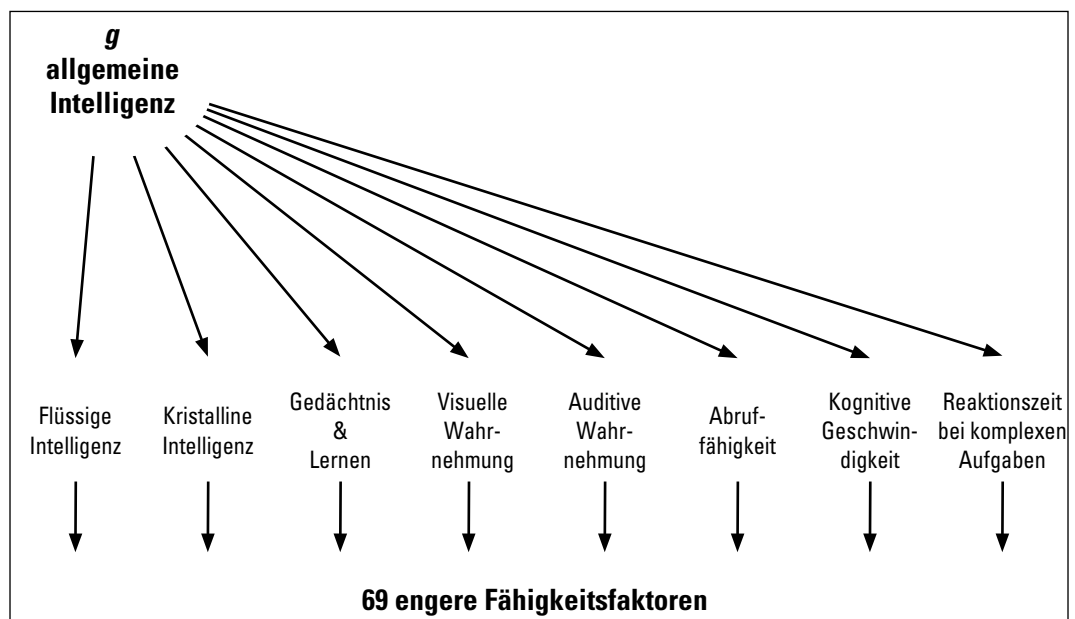 g
allgemeine
Intelligenz
Flüssige
Intelligenz
Kristalline
Intelligenz
Gedächtnis
&
Lernen
Visuelle
Wahr-
nehmung
Auditive
Wahr-
nehmung
Abruf-
fähigkeit
Kognitive
Geschwin-
digkeit
Reaktionszeit
bei komplexen
Aufgaben
69 engere Fähigkeitsfaktoren